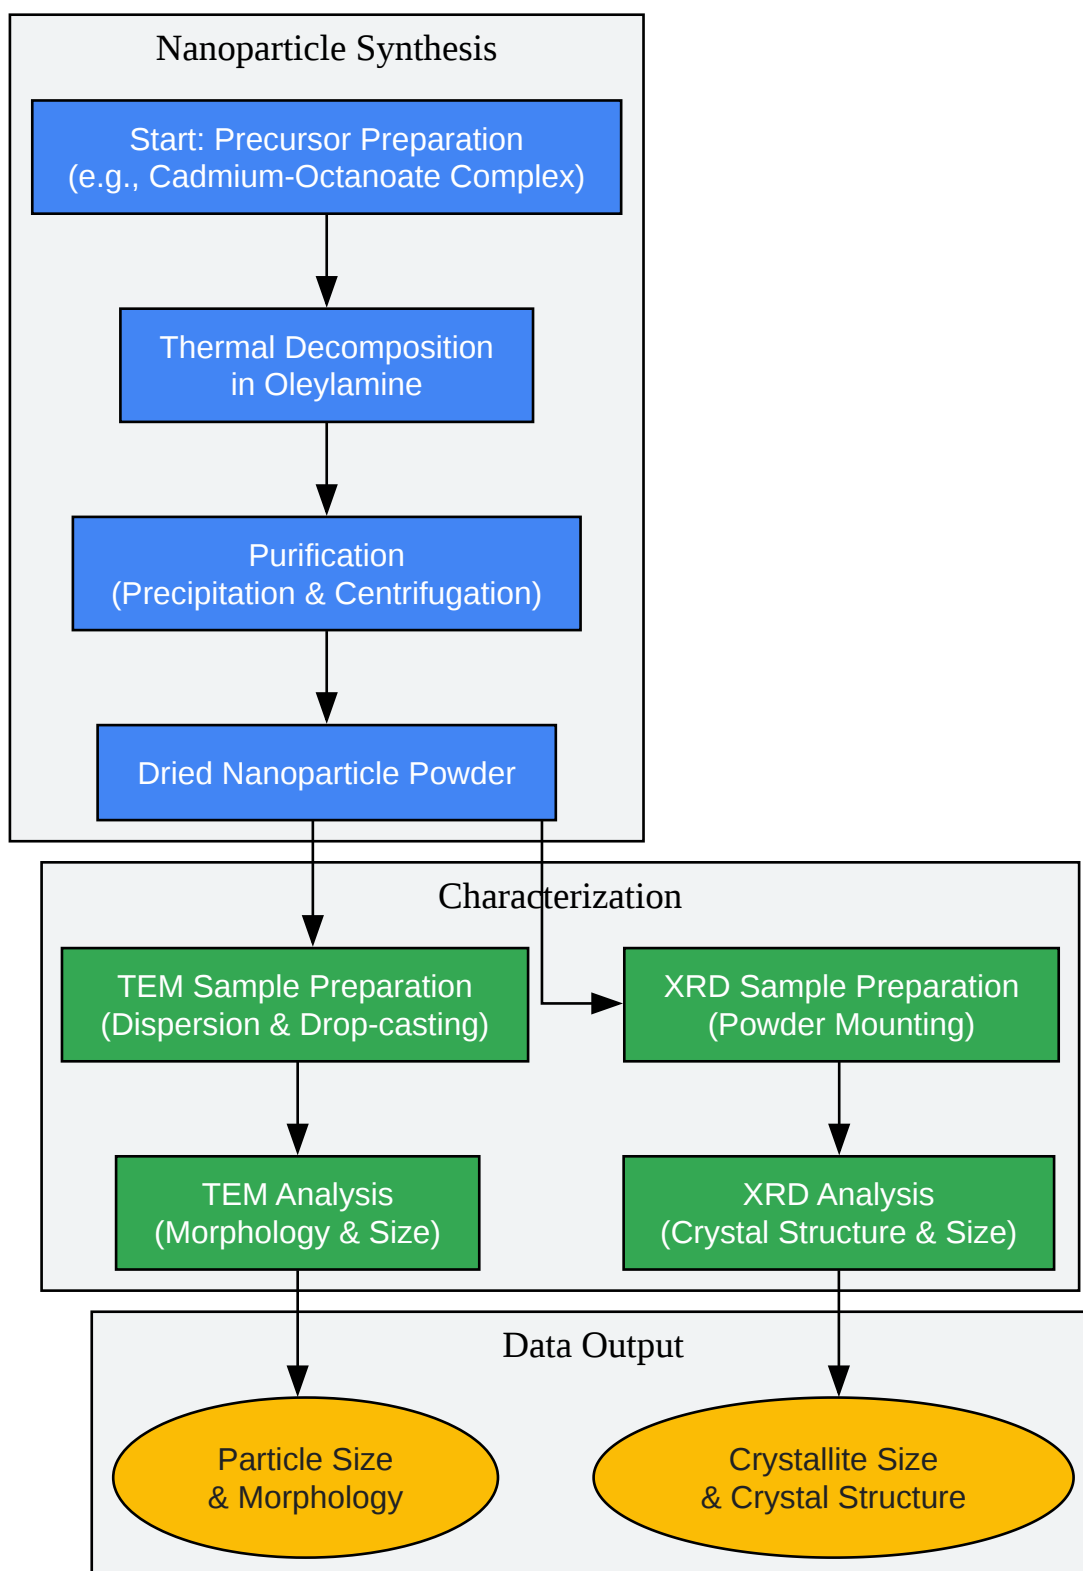 Nanoparticle Synthesis
Start: Precursor Preparation
(e.g., Cadmium-Octanoate Complex)
Thermal Decomposition
in Oleylamine
Purification
(Precipitation & Centrifugation)
Dried Nanoparticle Powder
Characterization
TEM Sample Preparation
(Dispersion & Drop-casting)
XRD Sample Preparation
(Powder Mounting)
TEM Analysis
(Morphology & Size)
XRD Analysis
(Crystal Structure & Size)
Data Output
Particle Size
& Morphology
Crystallite Size
& Crystal Structure